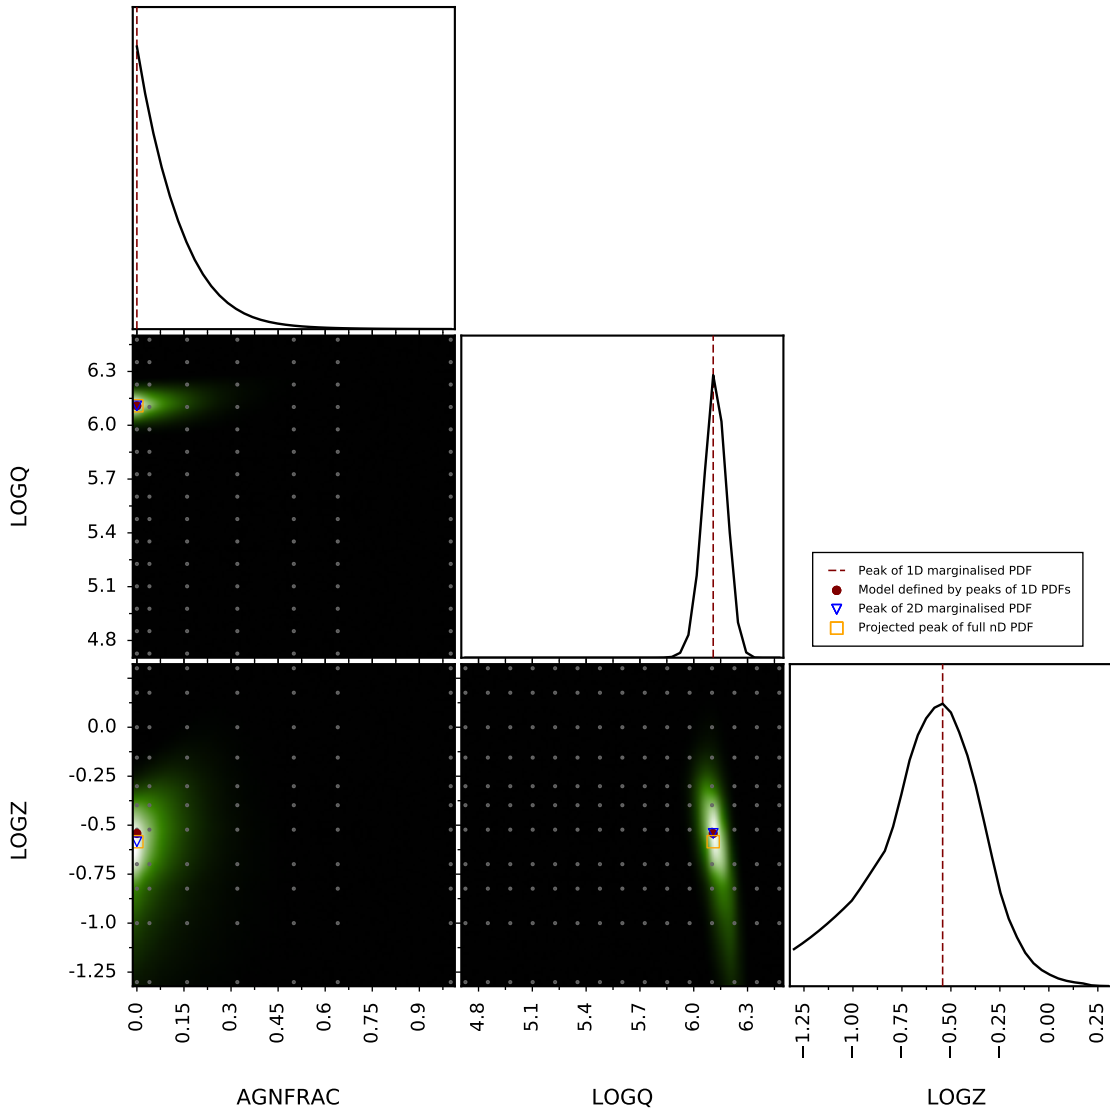 6.3
6.0
5.7
5.4
5.1
4.8
LOGQ
Peak of 1D marginalised PDF
Model defined by peaks of 1D PDFs
Peak of 2D marginalised PDF
Projected peak of full nD PDF
0.0
-0.25
-0.5
-0.75
-1.0
-1.25
LOGZ
0.0 0.15 0.3 0.45 0.6 0.75 0.9
4.8 5.1 5.4 5.7 6.0 6.3
−1.25 −1.00 −0.75 −0.50 −0.25 0.00 0.25
AGNFRAC LOGQ LOGZ